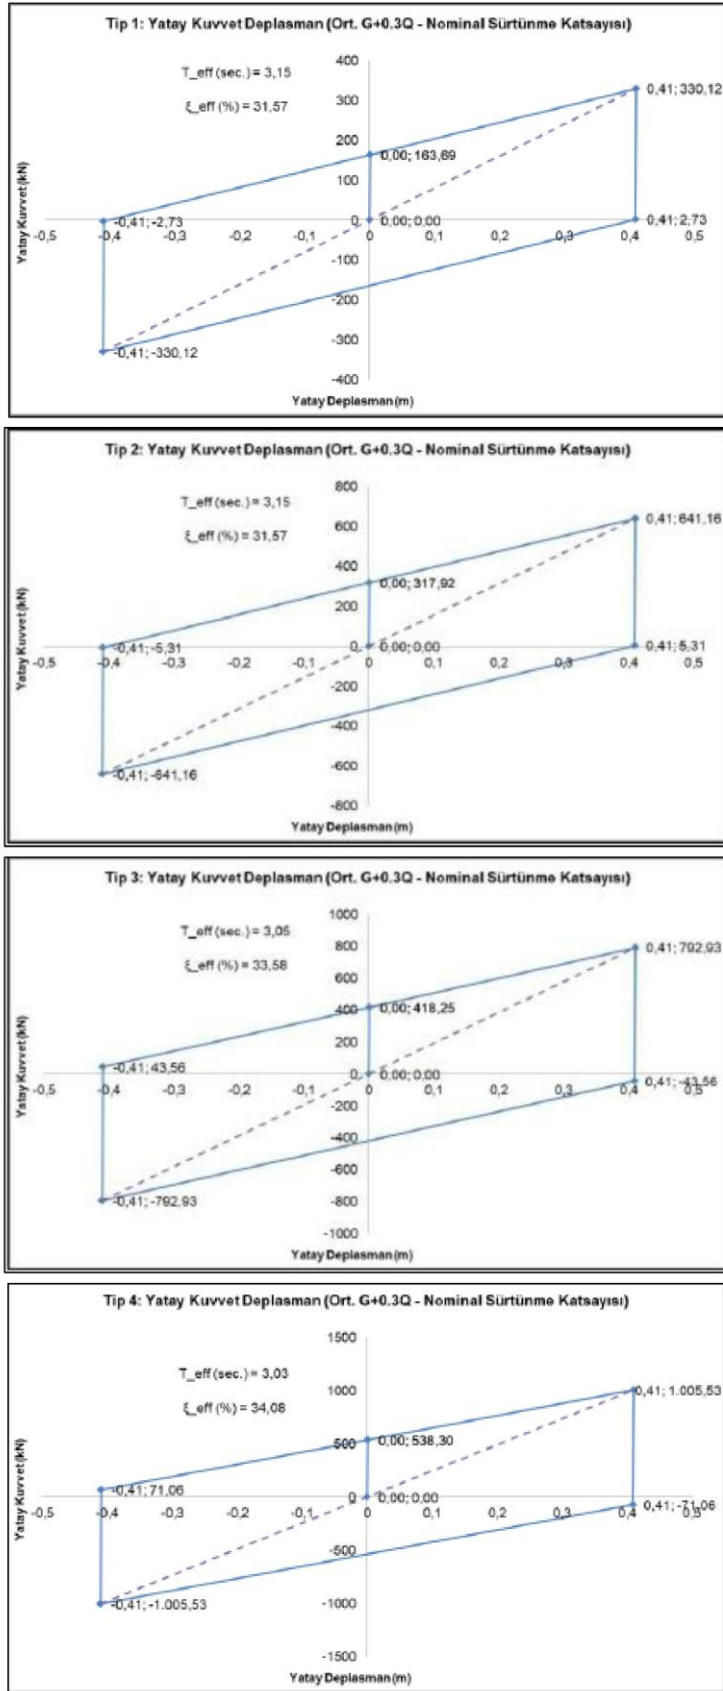 Tip 1: Yatay Kuvvet Deplasman (Ort. G+0.3Q - Nominal Sürtünme Katsayısı)
400
T_eff (sec.) = 3,15
0,41; 330,12
300
ξ_eff (%) = 31,57
200
0,00; 163,69
100
Yatay Kuvvet (kN)
-0,41; -2,73
0
0,00; 0,00
0,41; 2,73
-0,5 -0,4 -0,3 -0,2 -0,1 0 0,1 0,2 0,3 0,4 0,5
-100
-200
-300
-0,41; -330,12
-400
Yatay Deplasman (m)
Tip 2: Yatay Kuvvet Deplasman (Ort. G+0.3Q - Nominal Sürtünme Katsayısı)
800
T_eff (sec.) = 3,15
0,41; 641,16
600
ξ_eff (%) = 31,57
400
0,00; 317,92
200
Yatay Kuvvet (kN)
-0,41; -5,31
0
0,00; 0,00
0,41; 5,31
-0,5 -0,4 -0,3 -0,2 -0,1 0 0,1 0,2 0,3 0,4 0,5
-200
-400
-600
-0,41; -641,16
-800
Yatay Deplasman (m)
Tip 3: Yatay Kuvvet Deplasman (Ort. G+0.3Q - Nominal Sürtünme Katsayısı)
1000
T_eff (sec.) = 3,05
800
0,41; 792,93
ξ_eff (%) = 33,58
600
400
0,00; 418,25
200
Yatay Kuvvet (kN)
-0,41; 43,56
0
0,00; 0,00
0,41; -43,56
-0,5 -0,4 -0,3 -0,2 -0,1 0 0,1 0,2 0,3 0,4 0,5
-200
-400
-600
-800
-0,41; -792,93
-1000
Yatay Deplasman (m)
Tip 4: Yatay Kuvvet Deplasman (Ort. G+0.3Q - Nominal Sürtünme Katsayısı)
1500
T_eff (sec.) = 3,03
1000
0,41; 1.005,53
ξ_eff (%) = 34,08
500
0,00; 538,30
Yatay Kuvvet (kN)
-0,41; 71,06
0
0,00; 0,00
0,41; -71,06
-0,5 -0,4 -0,3 -0,2 -0,1 0 0,1 0,2 0,3 0,4 0,5
-500
-1000
-0,41; -1.005,53
-1500
Yatay Deplasman (m)